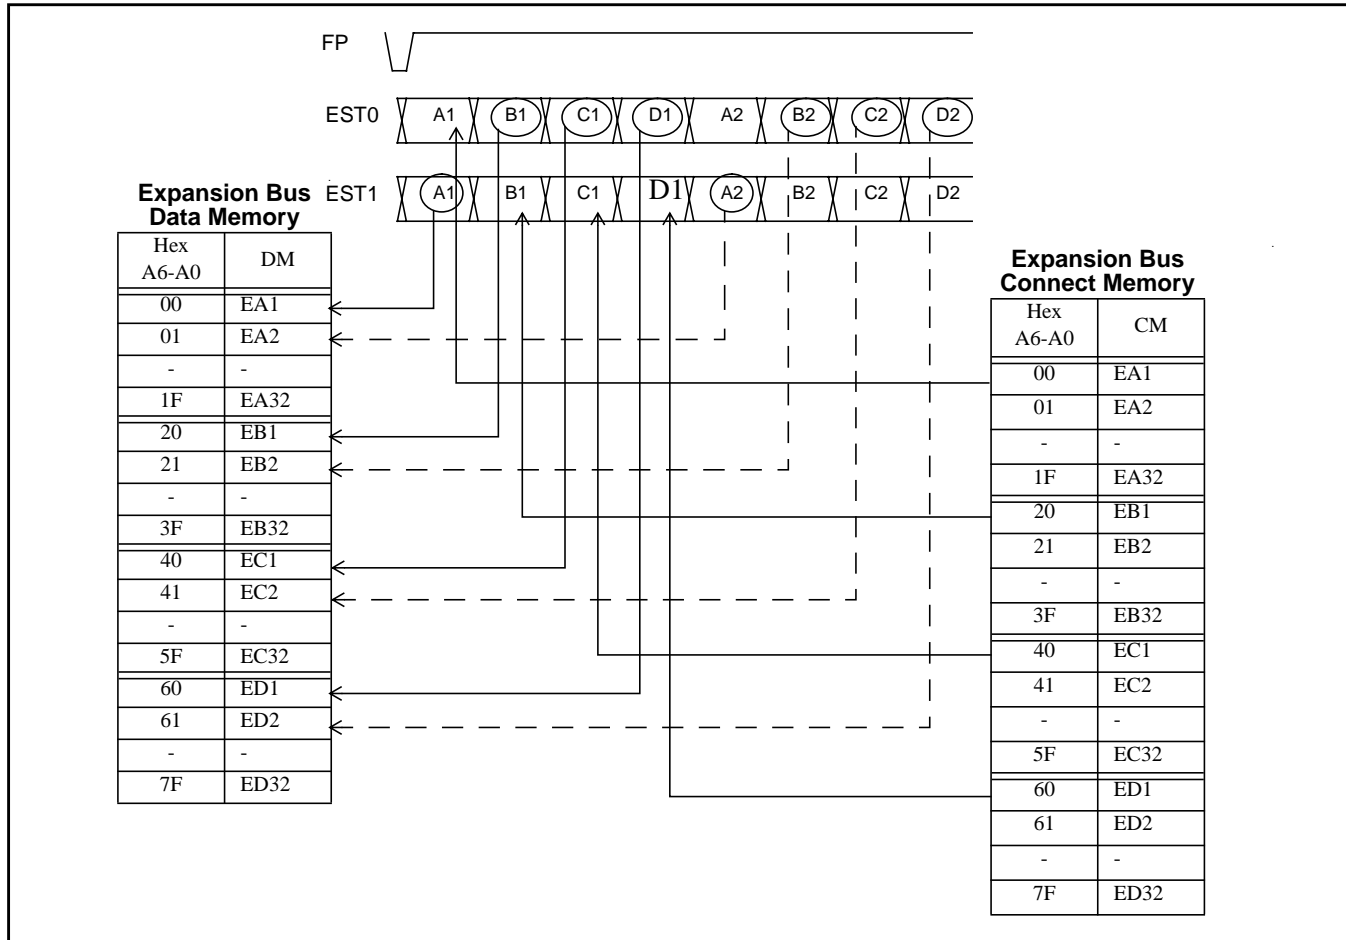 FP
EST0 A1 B1 C1 D1 A2 B2 C2 D2
EST1 A1 B1 C1 D1 A2 B2 C2 D2
Expansion Bus
Data Memory
Hex
A6-A0 DM
00 EA1
01 EA2
- -
1F EA32
20 EB1
21 EB2
- -
3F EB32
40 EC1
41 EC2
- -
5F EC32
60 ED1
61 ED2
- -
7F ED32
Expansion Bus
Connect Memory
Hex
A6-A0 CM
00 EA1
01 EA2
- -
1F EA32
20 EB1
21 EB2
- -
3F EB32
40 EC1
41 EC2
- -
5F EC32
60 ED1
61 ED2
- -
7F ED32